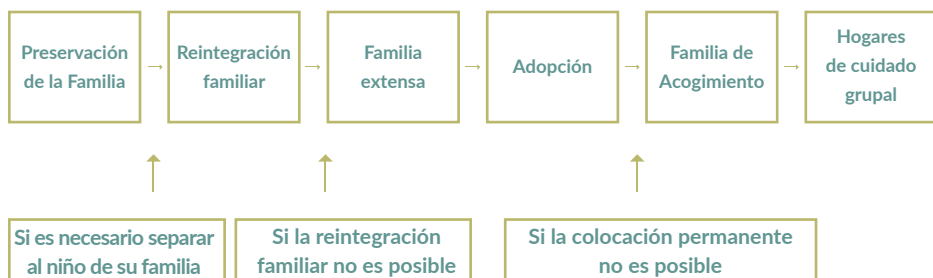 Preservación
de la Familia
Reintegración
familiar
Familia
extensa
Adopción
Familia de
Acogimiento
Hogares
de cuidado
grupal
Si es necesario separar
al niño de su familia
Si la reintegración
familiar no es posible
Si la colocación permanente
no es posible